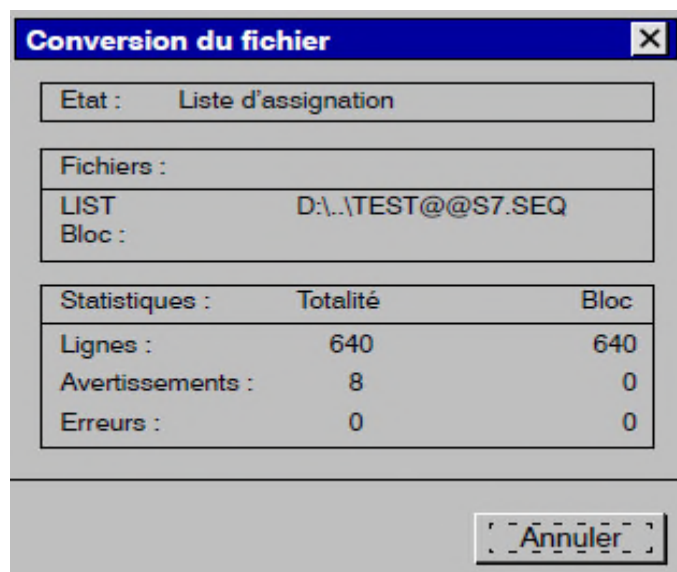 Conversion du fichier
Etat : Liste d'assignation
Fichiers :
LIST D:\..\TEST@@S7.SEQ
Bloc :
Statistiques : Totalité Bloc
Lignes : 640 640
Avertissements : 8 0
Erreurs : 0 0
Annuler